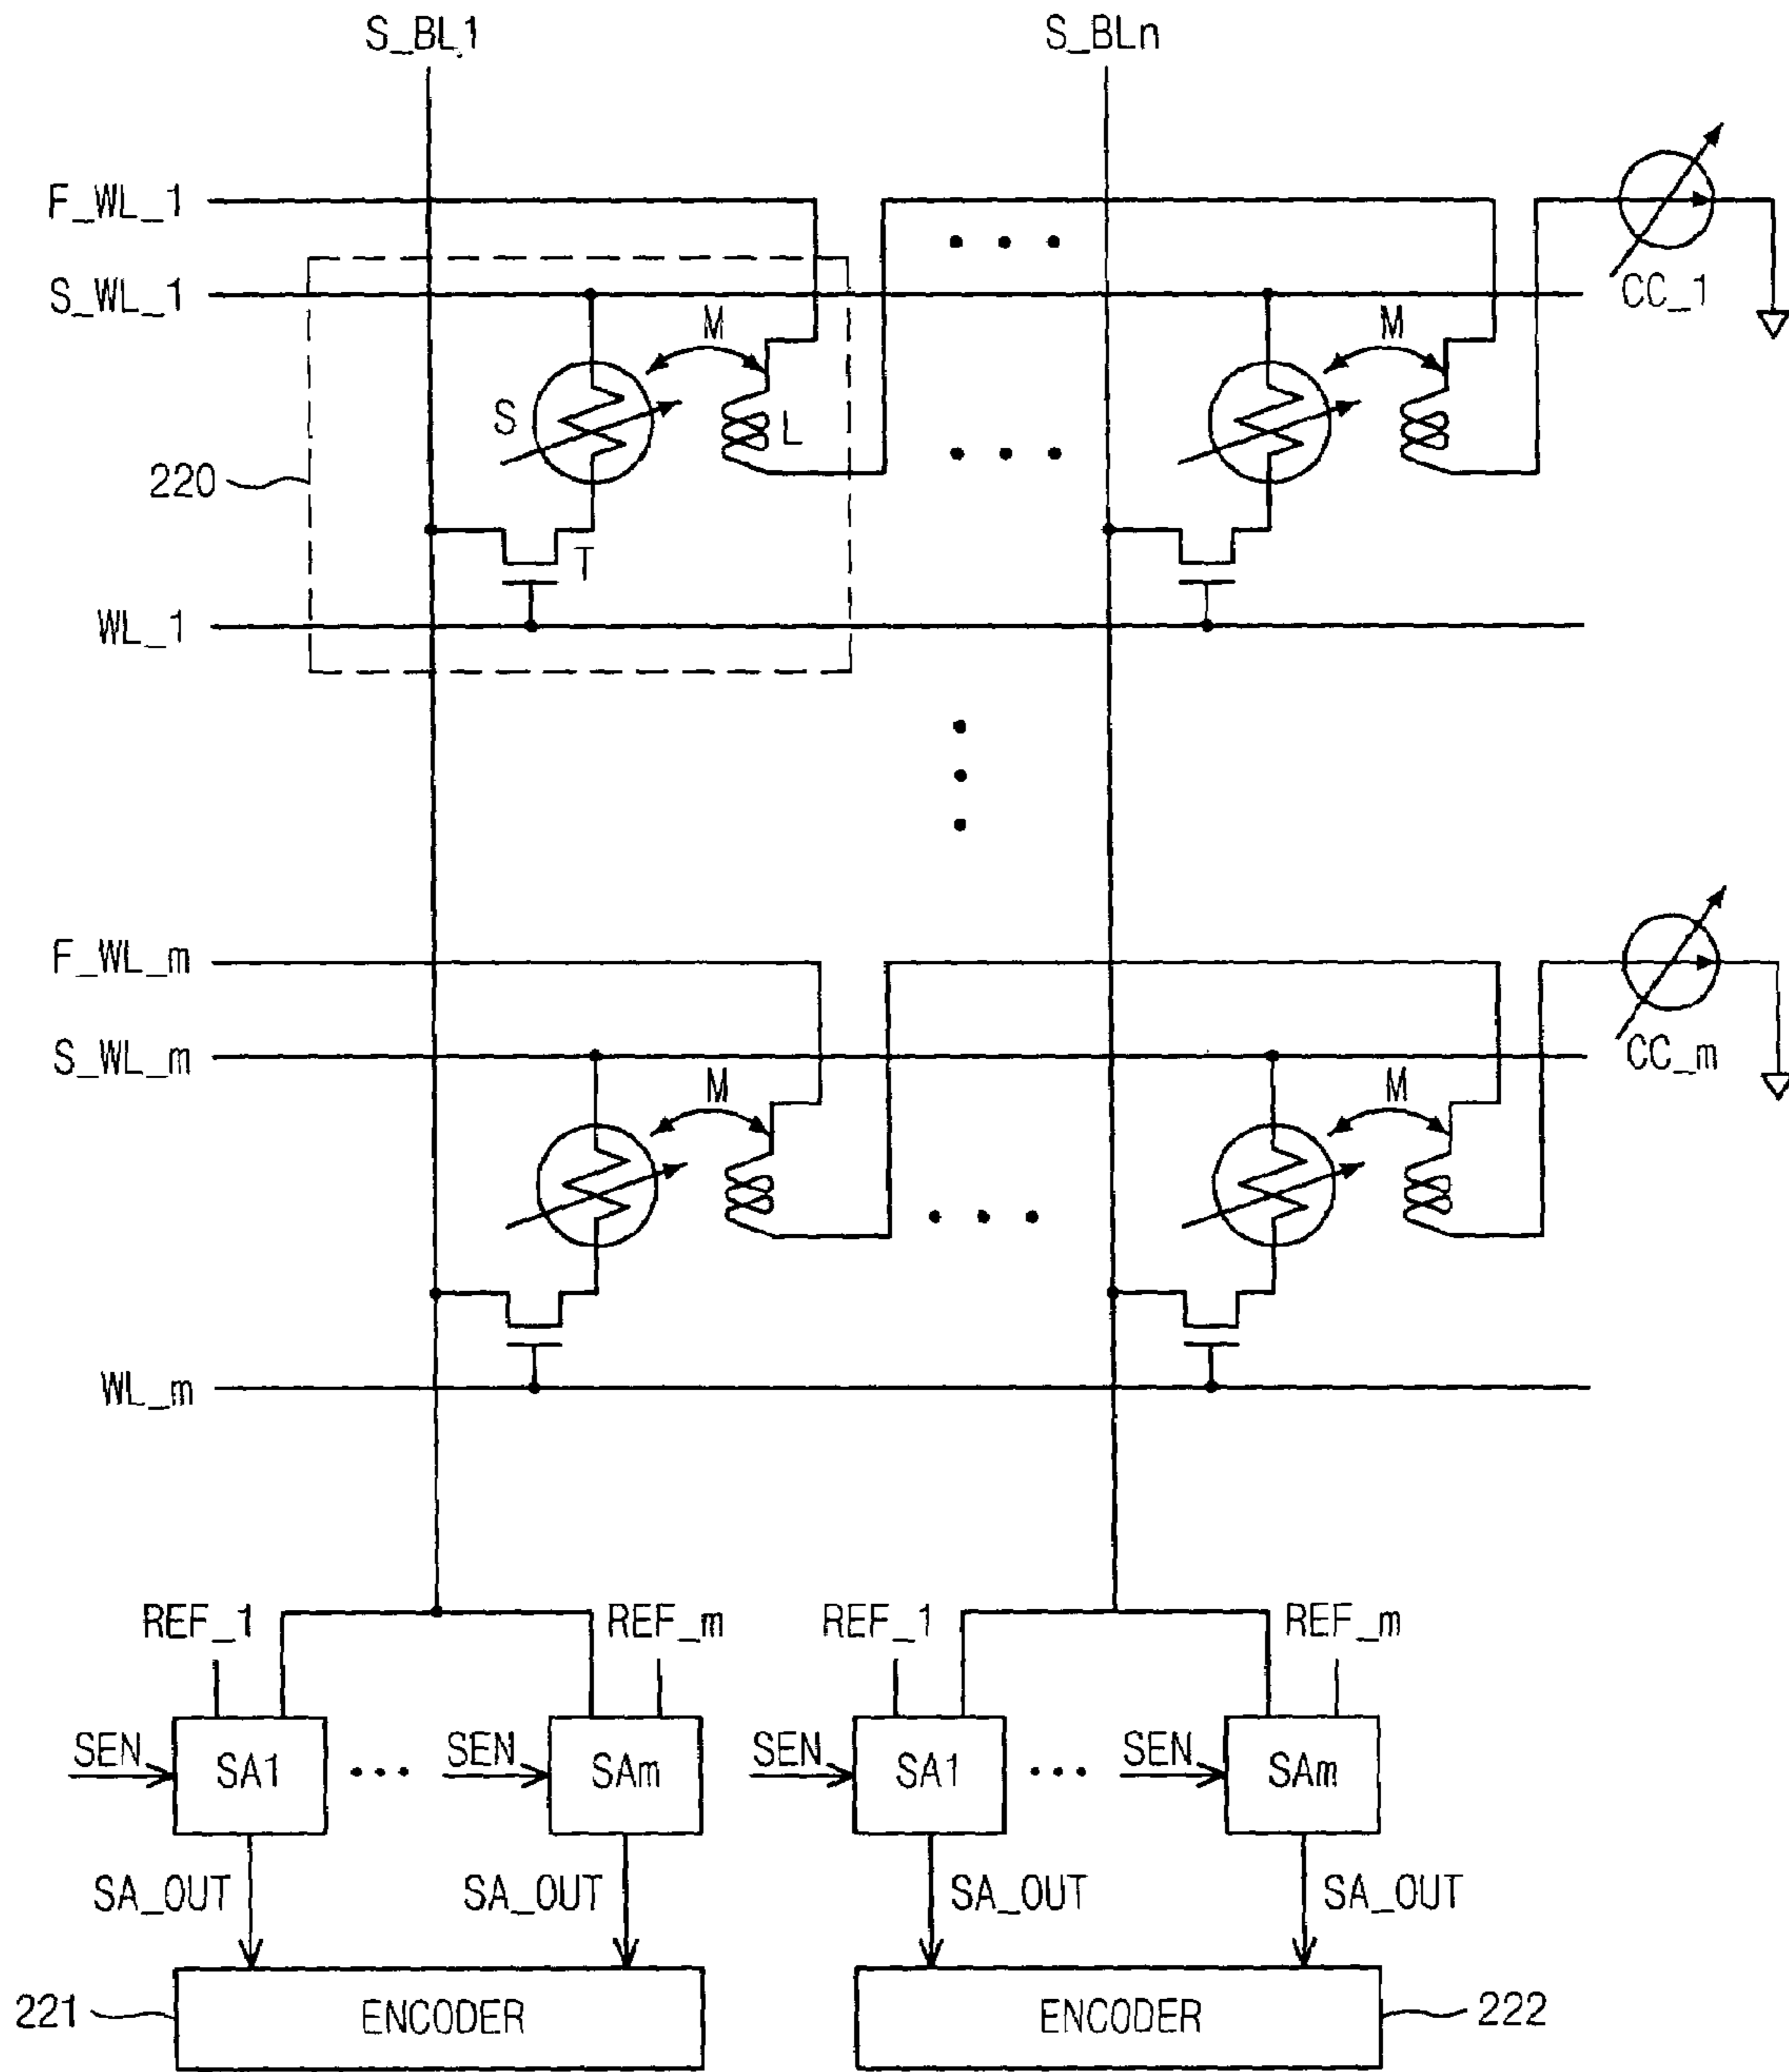 S_BL1
S_BLn
F_WL_1
S_WL_1
CC_1
M
M
S
L
220
T
WL_1
F_WL_m
S_WL_m
CC_m
M
M
WL_m
REF_1
REF_m
REF_1
REF_m
SEN
SA1
SEN
SAm
SEN
SA1
SEN
SAm
SA_OUT
SA_OUT
SA_OUT
SA_OUT
221
ENCODER
ENCODER
222